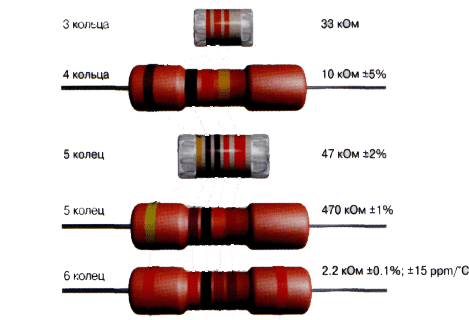 3 кольца 33 кОм
4 кольца 10 кОм ±5%
5 колец 47 кОм ±2%
5 колец 470 кОм ±1%
6 колец 2.2 кОм ±0.1%; ±15 ppm/°C